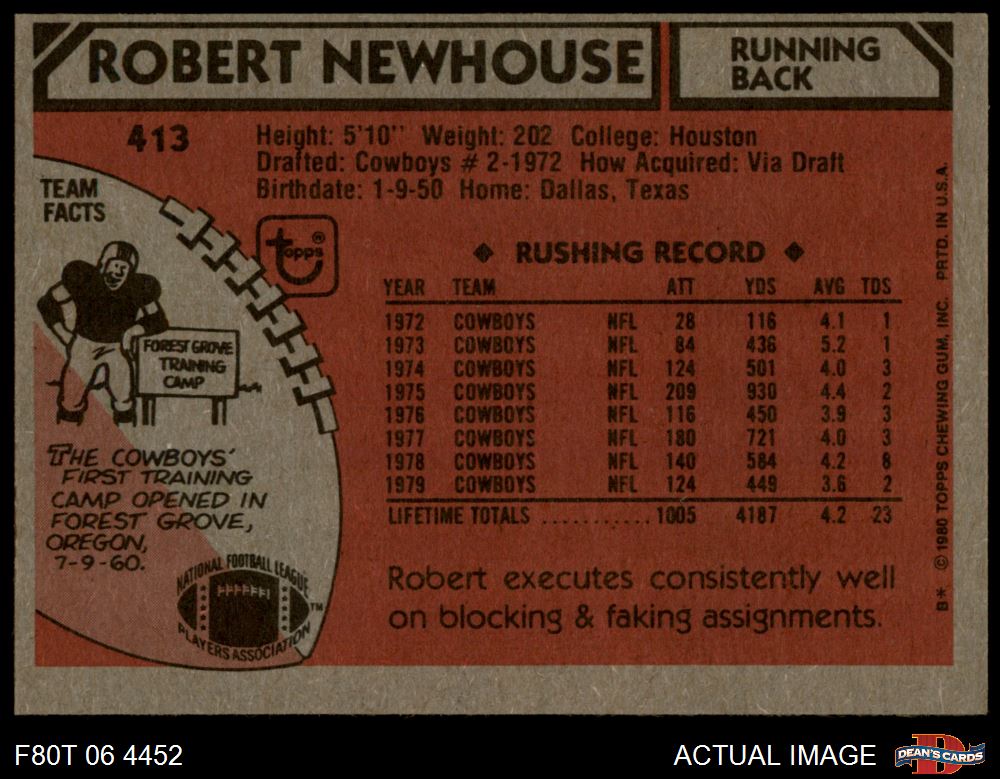 ROBERT NEWHOUSE
RUNNING
BACK
413
Height: 5'10" Weight: 202 College: Houston
Drafted: Cowboys # 2-1972 How Acquired: Via Draft
Birthdate: 1-9-50 Home: Dallas, Texas
TEAM
FACTS
topps®
FOREST GROVE
TRAINING
CAMP
THE COWBOYS'
FIRST TRAINING
CAMP OPENED IN
FOREST GROVE,
OREGON,
7-9-60.
NATIONAL FOOTBALL LEAGUE
PLAYERS ASSOCIATION
TM
◆ RUSHING RECORD ◆
YEAR TEAM ATT YDS AVG TDS
1972 COWBOYS NFL 28 116 4.1 1
1973 COWBOYS NFL 84 436 5.2 1
1974 COWBOYS NFL 124 501 4.0 3
1975 COWBOYS NFL 209 930 4.4 2
1976 COWBOYS NFL 116 450 3.9 3
1977 COWBOYS NFL 180 721 4.0 3
1978 COWBOYS NFL 140 584 4.2 8
1979 COWBOYS NFL 124 449 3.6 2
LIFETIME TOTALS ........... 1005 4187 4.2 23
Robert executes consistently well
on blocking & faking assignments.
B* © 1980 TOPPS CHEWING GUM, INC. PRTD. IN U.S.A.
F80T 06 4452
ACTUAL IMAGE
D
DEAN'S CARDS